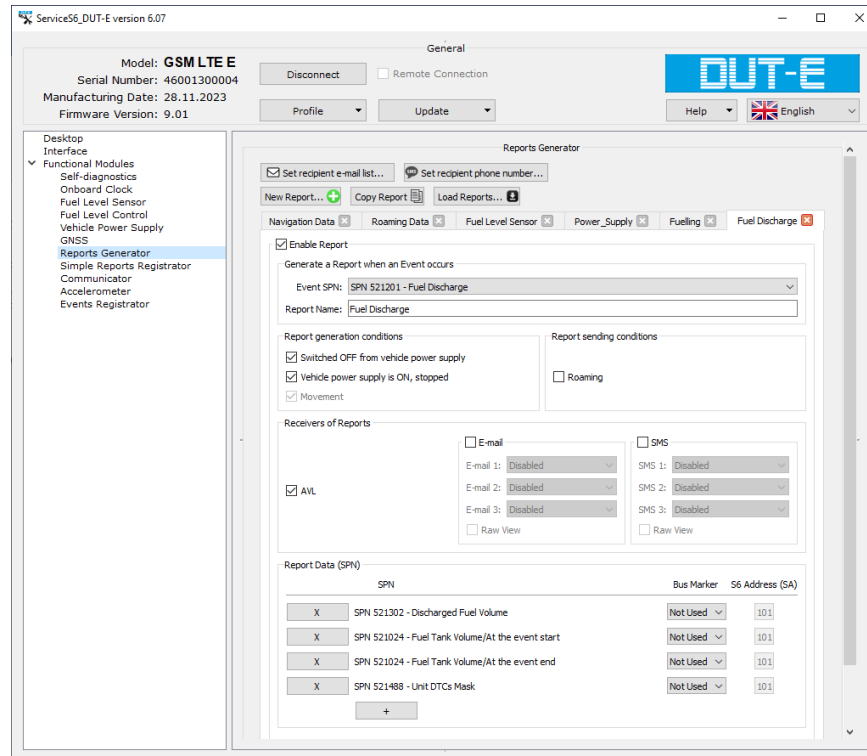 ServiceS6_DUT-E version 6.07
General
Model: GSM LTE E
Serial Number: 46001300004
Manufacturing Date: 28.11.2023
Firmware Version: 9.01
Disconnect
Remote Connection
DUT-E
Profile
Update
Help
English
Desktop
Interface
Functional Modules
Self-diagnostics
Onboard Clock
Fuel Level Sensor
Fuel Level Control
Vehicle Power Supply
GNSS
Reports Generator
Simple Reports Registrator
Communicator
Accelerometer
Events Registrator
Reports Generator
Set recipient e-mail list...
SMS
Set recipient phone number...
New Report...
Copy Report
Load Reports...
Navigation Data
Roaming Data
Fuel Level Sensor
Power_Supply
Fuelling
Fuel Discharge
Enable Report
Generate a Report when an Event occurs
Event SPN: SPN 521201 - Fuel Discharge
Report Name: Fuel Discharge
Report generation conditions
Switched OFF from vehicle power supply
Vehicle power supply is ON, stopped
Movement
Report sending conditions
Roaming
Receivers of Reports
AVL
E-mail
E-mail 1: Disabled
E-mail 2: Disabled
E-mail 3: Disabled
Raw View
SMS
SMS 1: Disabled
SMS 2: Disabled
SMS 3: Disabled
Raw View
Report Data (SPN)
SPN Bus Marker S6 Address (SA)
X SPN 521302 - Discharged Fuel Volume Not Used 101
X SPN 521024 - Fuel Tank Volume/At the event start Not Used 101
X SPN 521024 - Fuel Tank Volume/At the event end Not Used 101
X SPN 521488 - Unit DTCs Mask Not Used 101
+